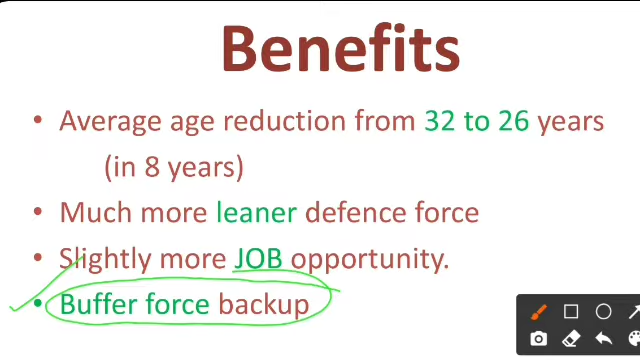 Benefits
• Average age reduction from 32 to 26 years
(in 8 years)
• Much more leaner defence force
• Slightly more JOB opportunity.
• Buffer force backup